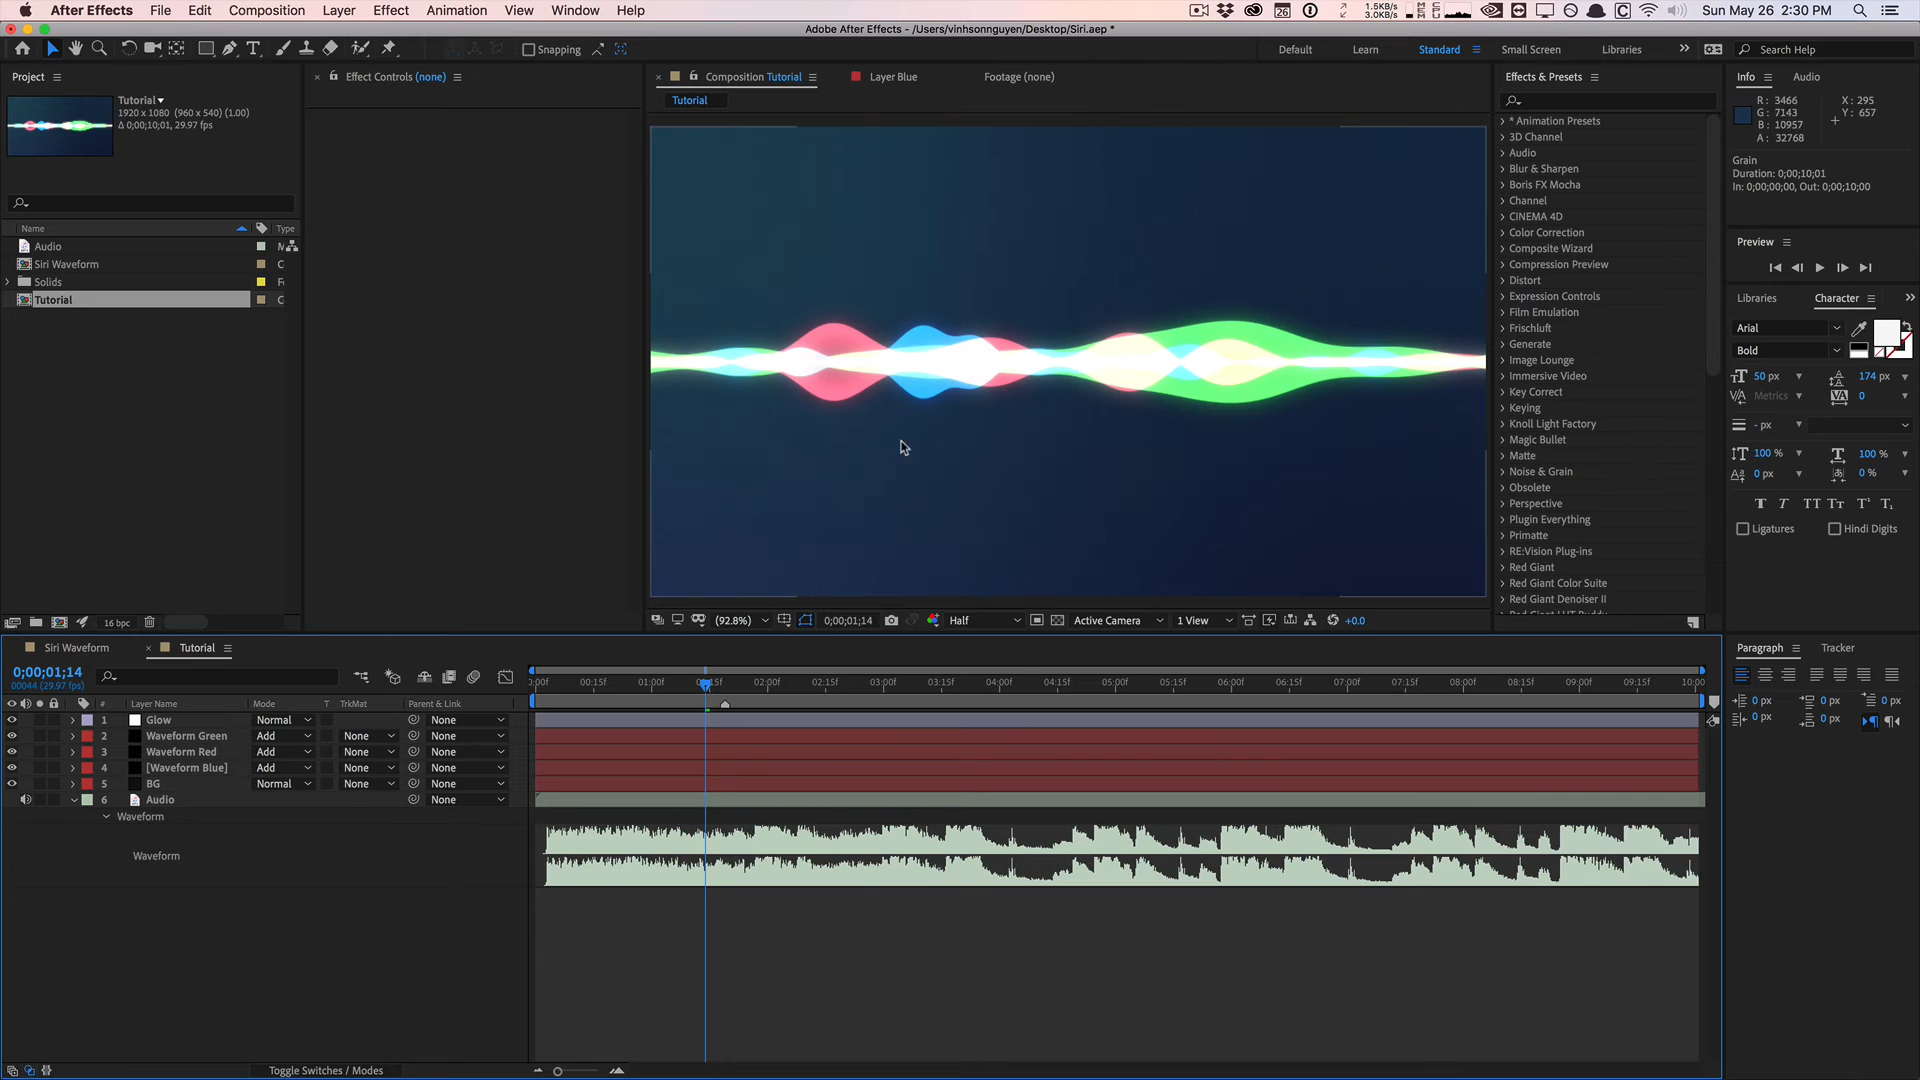 After Effects File Edit Composition Layer Effect Animation View Window Help 26 1.5KB/s 3.0KB/s Sun May 26 2:30 PM
Adobe After Effects - /Users/vinhsonnguyen/Desktop/Siri.aep *
Snapping Default Learn Standard Small Screen Libraries Search Help
Project Effect Controls (none) Composition Tutorial Layer Blue Footage (none) Effects & Presets Info Audio
Tutorial
1920 x 1080 (960 x 540) (1.00)
Δ 0;00;10;01, 29.97 fps
Tutorial
R: 3466 X: 295
G: 7143 Y: 657
B: 10957
A: 32768
Grain
Duration: 0;00;10;01
In: 0;00;00;00, Out: 0;00;10;00
Name Type
Audio
Siri Waveform C
Solids F
Tutorial C
16 bpc
* Animation Presets
3D Channel
Audio
Blur & Sharpen
Boris FX Mocha
Channel
CINEMA 4D
Color Correction
Composite Wizard
Compression Preview
Distort
Expression Controls
Film Emulation
Frischluft
Generate
Image Lounge
Immersive Video
Key Correct
Keying
Knoll Light Factory
Magic Bullet
Matte
Noise & Grain
Obsolete
Perspective
Plugin Everything
Primatte
RE:Vision Plug-ins
Red Giant
Red Giant Color Suite
Red Giant Denoiser II
Preview
Libraries Character
Arial
Bold
50 px 174 px
Metrics 0
- px
100 % 100 %
0 px 0 %
Ligatures Hindi Digits
(92.8%) 0;00;01;14 Half Active Camera 1 View +0.0
Siri Waveform Tutorial
0;00;01;14
00044 (29.97 fps)
00:15f 01:00f 02:00f 02:15f 03:00f 03:15f 04:00f 04:15f 05:00f 05:15f 06:00f 06:15f 07:00f 07:15f 08:00f 08:15f 09:00f 09:15f
# Layer Name Mode T TrkMat Parent & Link
1 Glow Normal None
2 Waveform Green Add None None
3 Waveform Red Add None None
4 [Waveform Blue] Add None None
5 BG Normal None None
6 Audio None
Waveform
Waveform
Toggle Switches / Modes
Paragraph Tracker
0 px 0 px 0 px
0 px 0 px